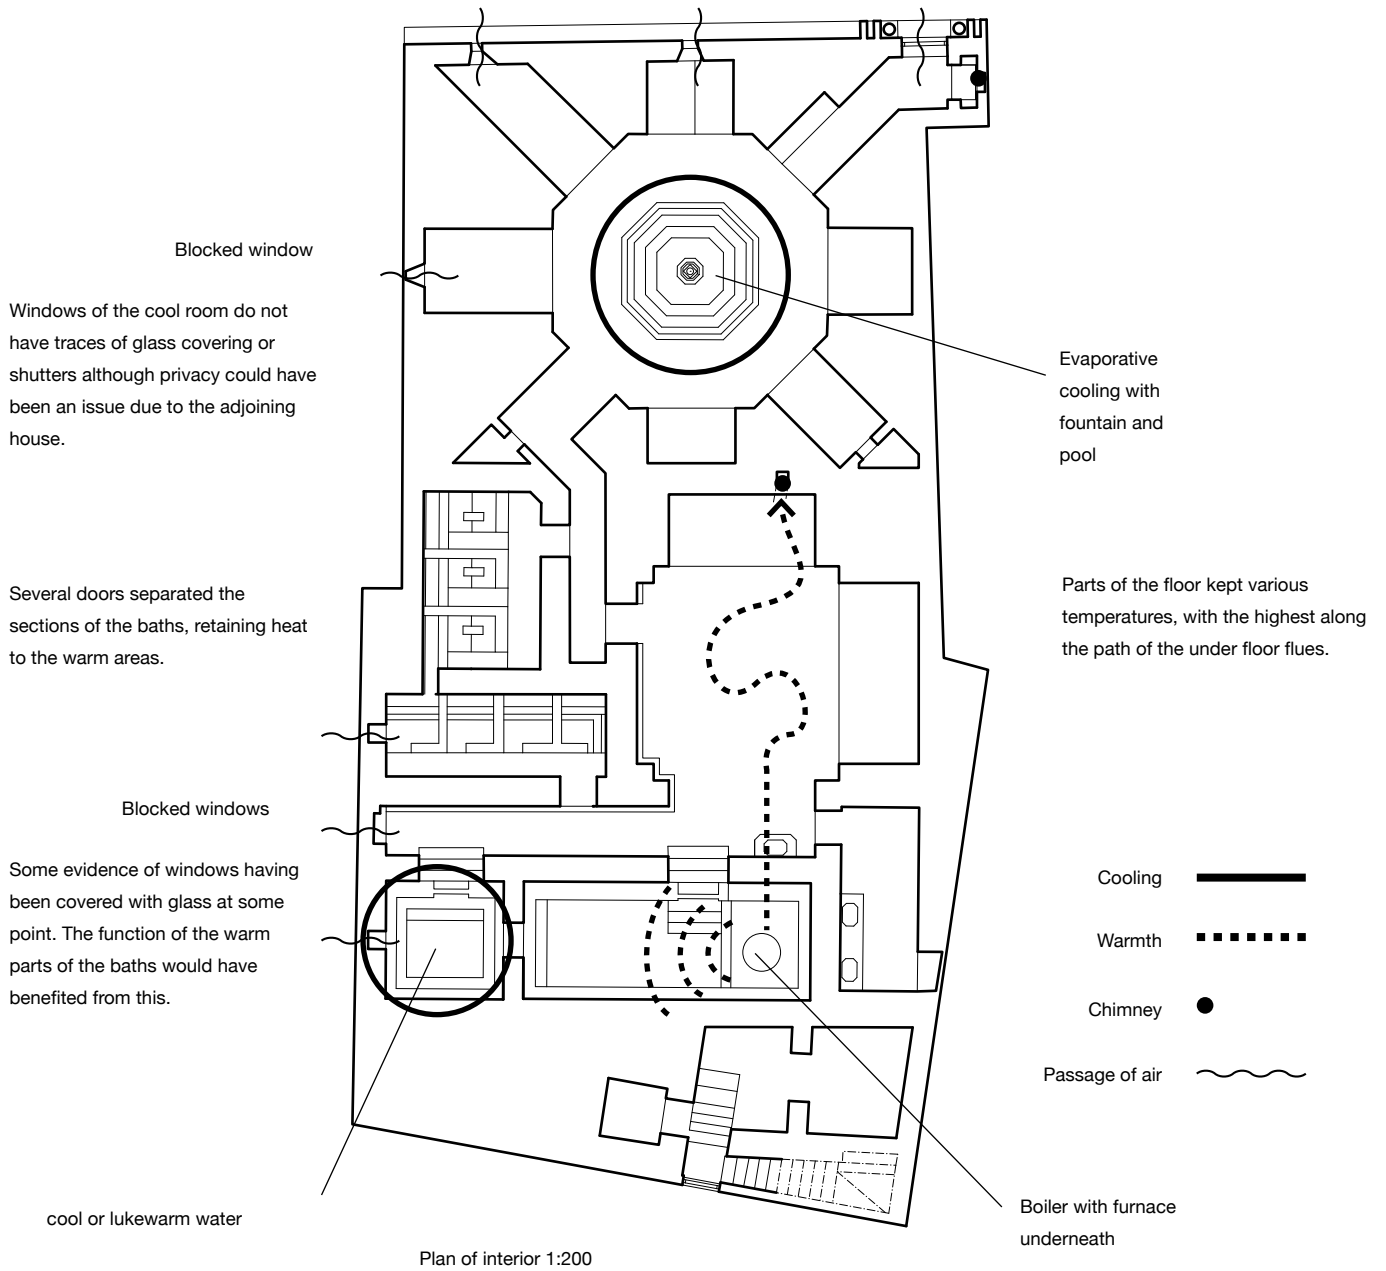 Blocked window
Windows of the cool room do not
have traces of glass covering or
shutters although privacy could have
been an issue due to the adjoining
house.
Evaporative
cooling with
fountain and
pool
Several doors separated the
sections of the baths, retaining heat
to the warm areas.
Parts of the floor kept various
temperatures, with the highest along
the path of the under floor flues.
Blocked windows
Some evidence of windows having
been covered with glass at some
point. The function of the warm
parts of the baths would have
benefited from this.
Cooling
Warmth
Chimney
Passage of air
cool or lukewarm water
Boiler with furnace
underneath
Plan of interior 1:200